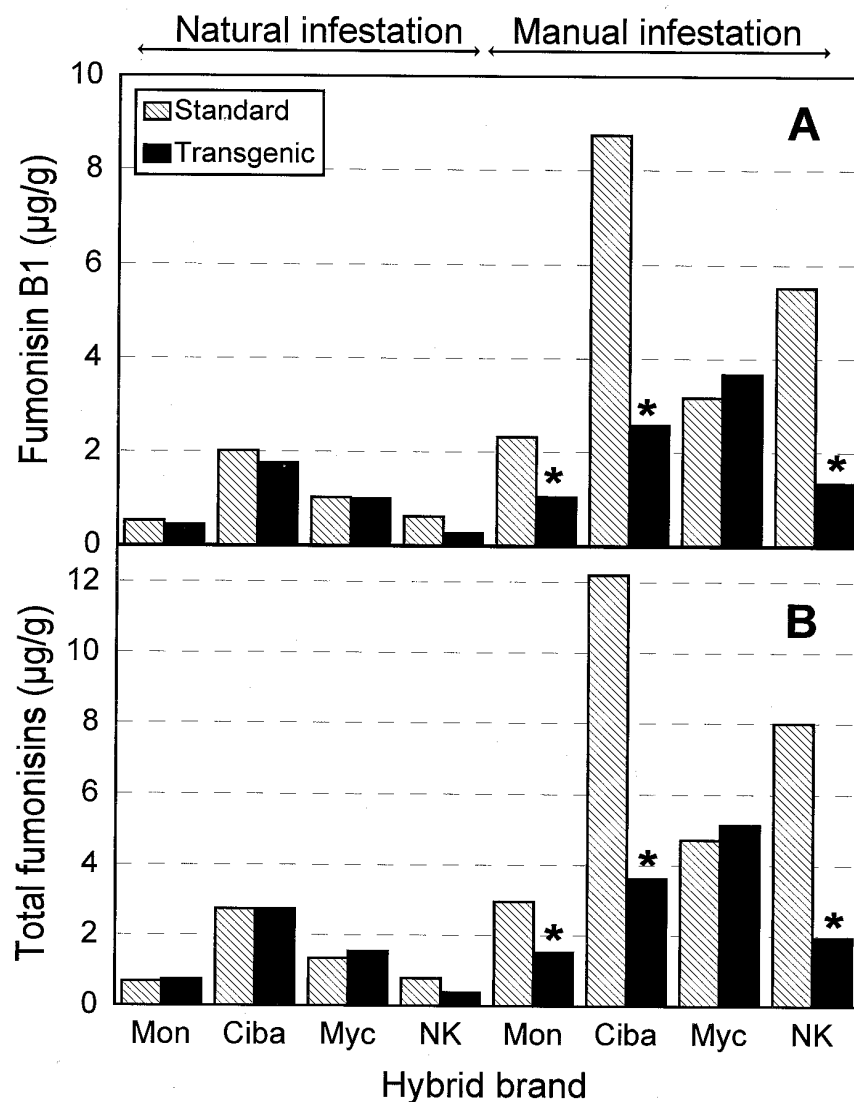 Natural infestation Manual infestation
10
Standard
Transgenic
A
8
6
4
2
0
Fumonisin B1 (µg/g)
* * *
12
B
10
8
6
4
2
0
Total fumonisins (µg/g)
* * *
Mon Ciba Myc NK Mon Ciba Myc NK
Hybrid brand